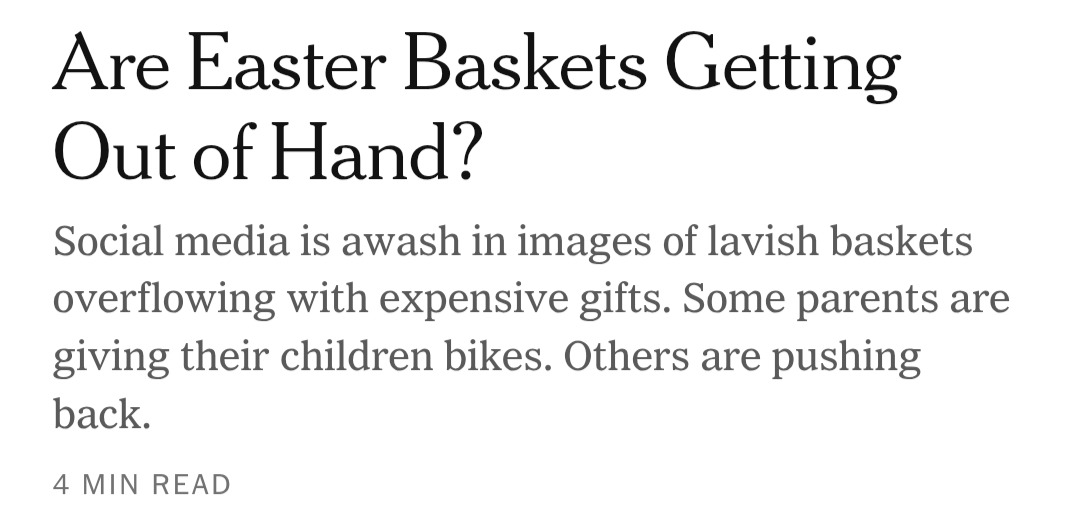 Are Easter Baskets Getting
Out of Hand?
Social media is awash in images of lavish baskets
overflowing with expensive gifts. Some parents are
giving their children bikes. Others are pushing
back.
4 MIN READ